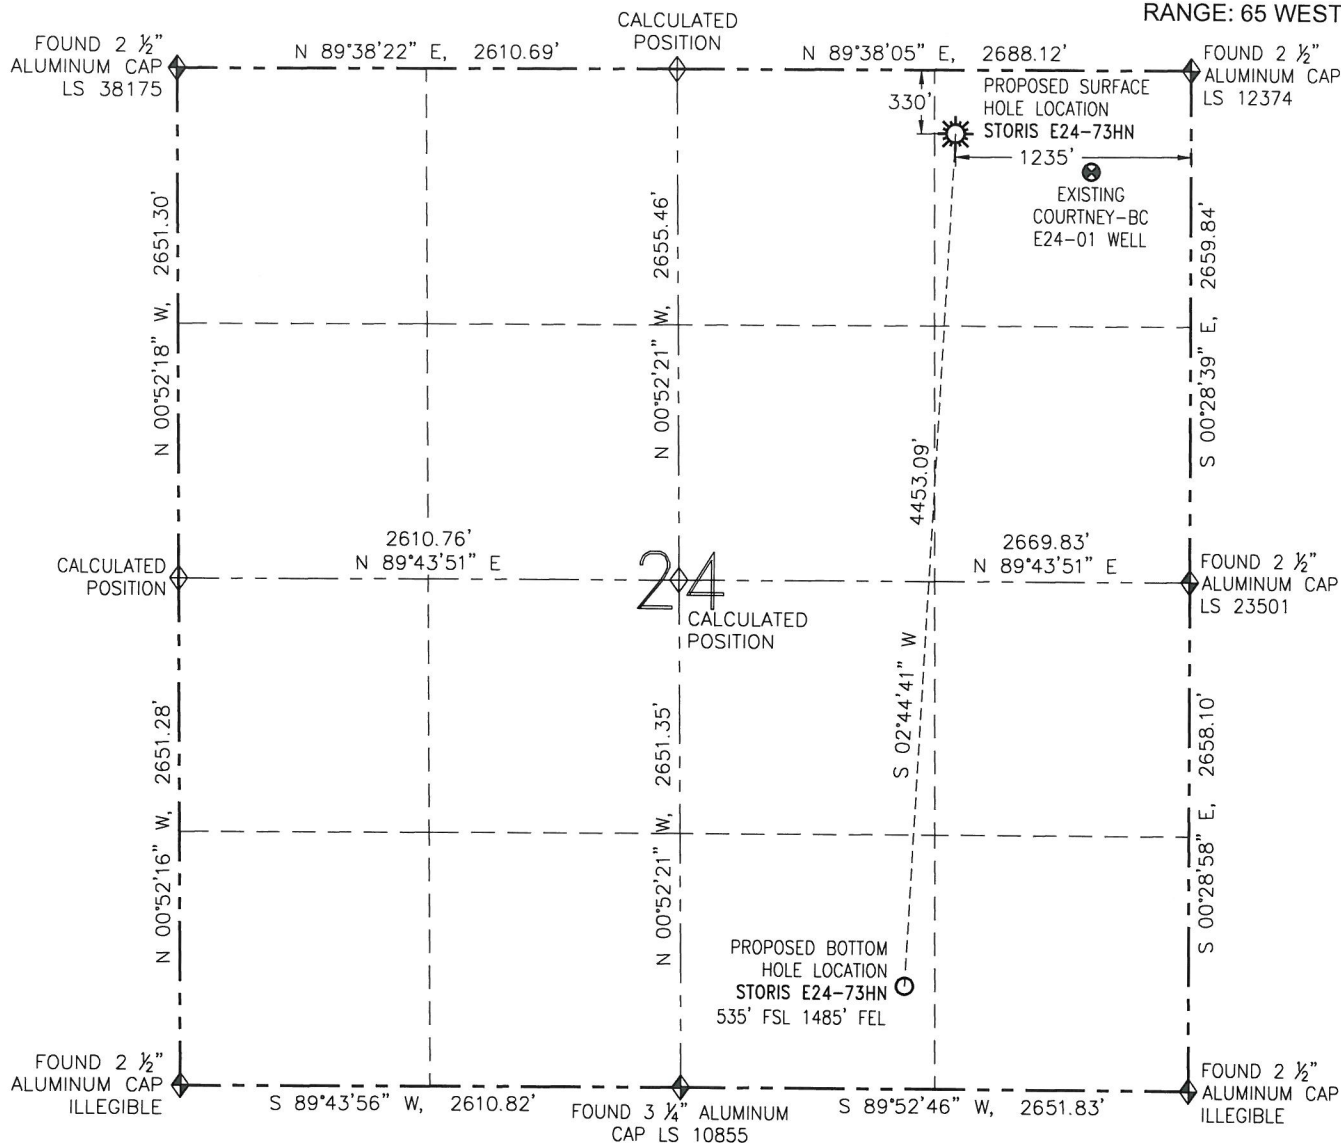 RANGE: 65 WEST
CALCULATED
POSITION
FOUND 2 ½"
ALUMINUM CAP
LS 38175
N 89°38'22" E, 2610.69'
N 89°38'05" E, 2688.12'
FOUND 2 ½"
ALUMINUM CAP
LS 12374
330'
PROPOSED SURFACE
HOLE LOCATION
STORIS E24-73HN
1235'
EXISTING
COURTNEY-BC
E24-01 WELL
N 00°52'18" W, 2651.30'
N 00°52'21" W, 2655.46'
S 00°28'39" E, 2659.84'
4453.09'
S 02°44'41" W
CALCULATED
POSITION
2610.76'
N 89°43'51" E
24
CALCULATED
POSITION
2669.83'
N 89°43'51" E
FOUND 2 ½"
ALUMINUM CAP
LS 23501
N 00°52'16" W, 2651.28'
N 00°52'21" W, 2651.35'
S 00°28'58" E, 2658.10'
PROPOSED BOTTOM
HOLE LOCATION
STORIS E24-73HN
535' FSL 1485' FEL
FOUND 2 ½"
ALUMINUM CAP
ILLEGIBLE
S 89°43'56" W, 2610.82'
FOUND 3 ¼" ALUMINUM
CAP LS 10855
S 89°52'46" W, 2651.83'
FOUND 2 ½"
ALUMINUM CAP
ILLEGIBLE